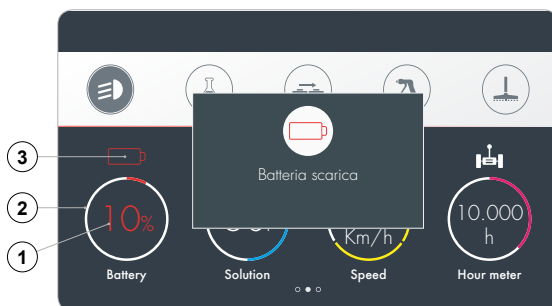 3
Batteria scarica
2
10%
10.000
Km/h
h
1
Battery
Solution
Speed
Hour meter